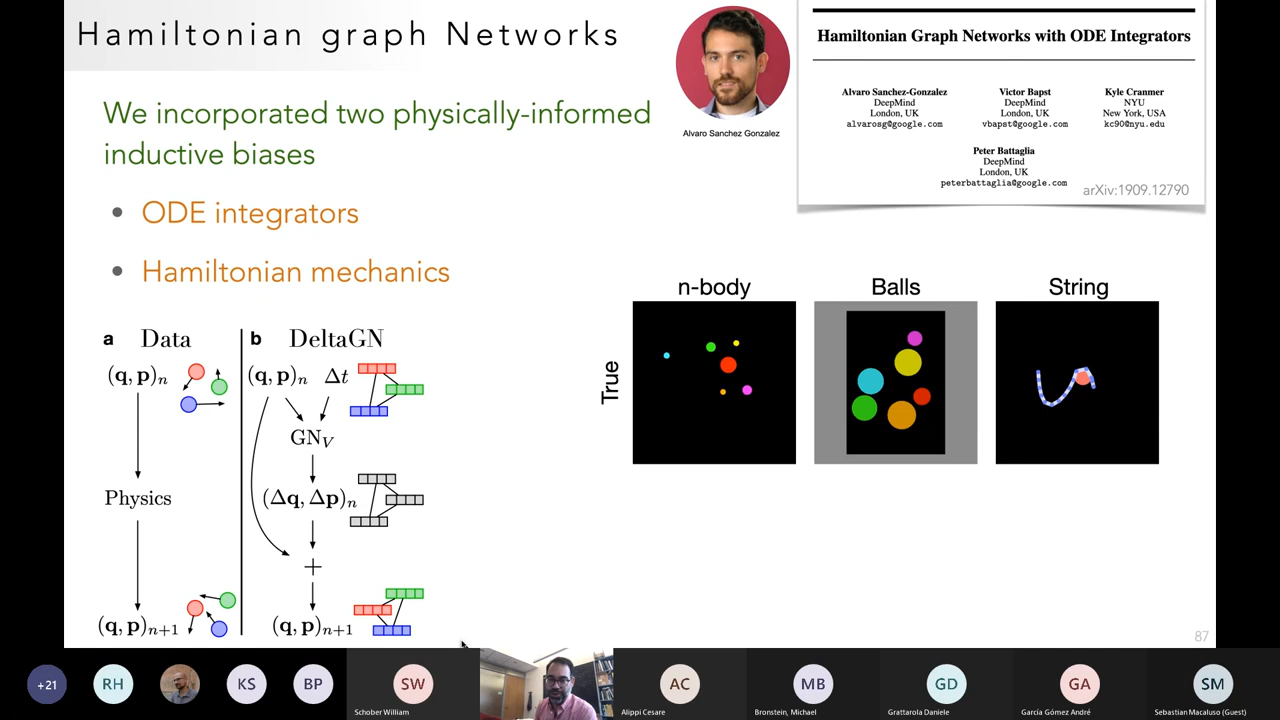 Hamiltonian graph Networks
We incorporated two physically-informed
inductive biases
• ODE integrators
• Hamiltonian mechanics
Alvaro Sanchez Gonzalez
Hamiltonian Graph Networks with ODE Integrators
Alvaro Sanchez-Gonzalez
DeepMind
London, UK
alvarosg@google.com
Victor Bapst
DeepMind
London, UK
vbapst@google.com
Kyle Cranmer
NYU
New York, USA
kc90@nyu.edu
Peter Battaglia
DeepMind
London, UK
peterbattaglia@google.com
arXiv:1909.12790
a Data
(q, p)n
Physics
(q, p)n+1
b DeltaGN
(q, p)n Δt
GNV
(Δq, Δp)n
+
(q, p)n+1
n-body Balls String
True
87
+21
RH
KS
BP
SW
Schober William
AC
Alippi Cesare
MB
Bronstein, Michael
GD
Grattarola Daniele
GA
García Gómez André
SM
Sebastian Macaluso (Guest)